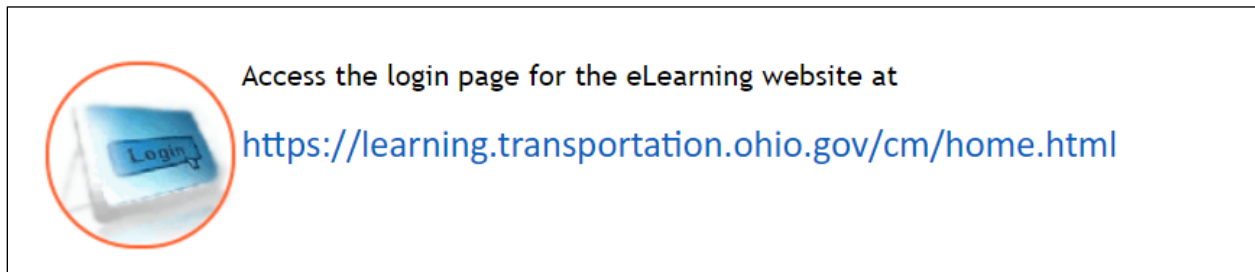 Access the login page for the eLearning website at
https://learning.transportation.ohio.gov/cm/home.html
Login